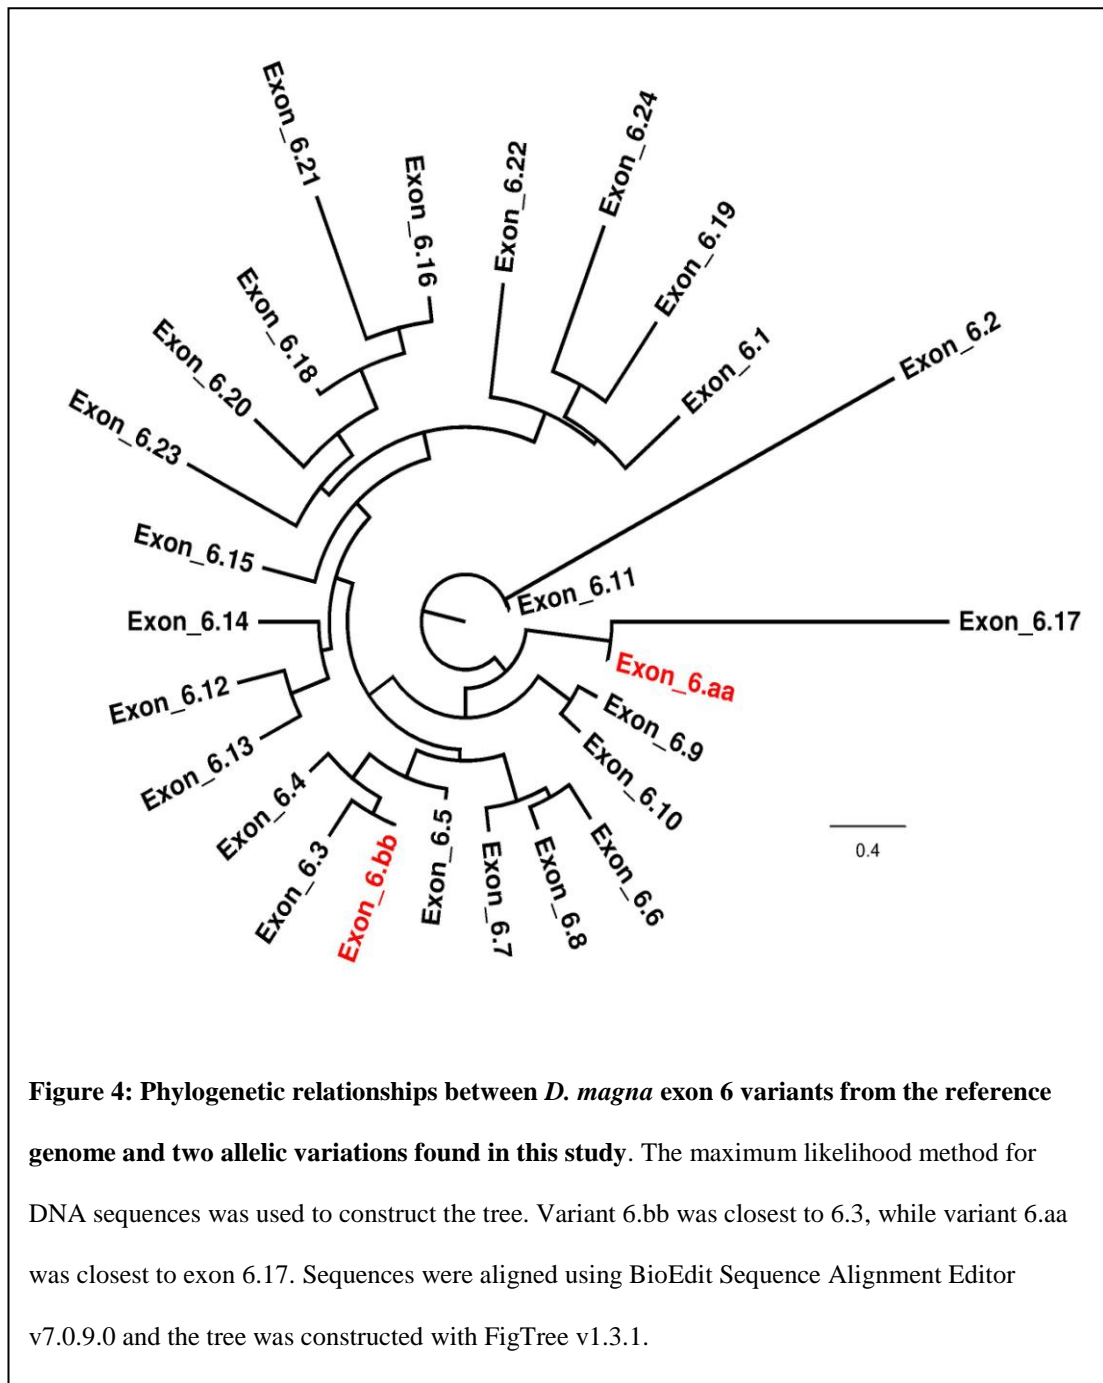 Exon_6.21
Exon_6.16
Exon_6.22
Exon_6.24
Exon_6.19
Exon_6.1
Exon_6.2
Exon_6.18
Exon_6.20
Exon_6.23
Exon_6.15
Exon_6.14
Exon_6.12
Exon_6.13
Exon_6.4
Exon_6.3
Exon_6.bb
Exon_6.5
Exon_6.7
Exon_6.8
Exon_6.6
Exon_6.10
Exon_6.9
Exon_6.aa
Exon_6.17
Exon_6.11
0.4
Figure 4: Phylogenetic relationships between D. magna exon 6 variants from the reference
genome and two allelic variations found in this study. The maximum likelihood method for
DNA sequences was used to construct the tree. Variant 6.bb was closest to 6.3, while variant 6.aa
was closest to exon 6.17. Sequences were aligned using BioEdit Sequence Alignment Editor
v7.0.9.0 and the tree was constructed with FigTree v1.3.1.